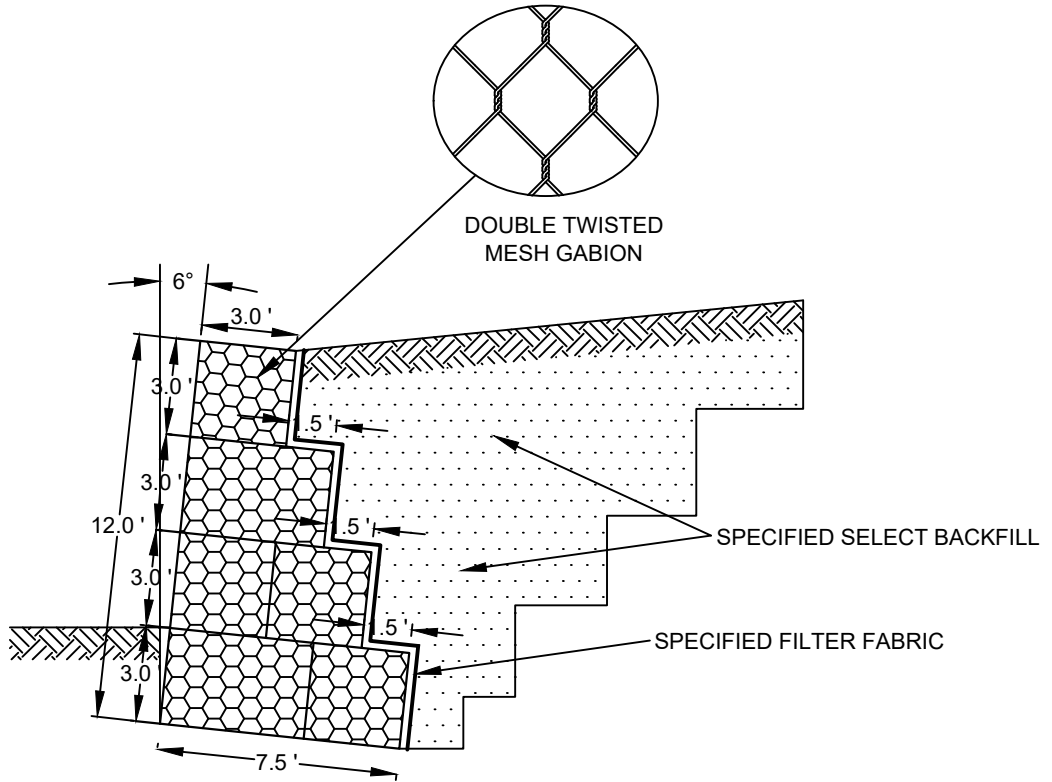 DOUBLE TWISTED
MESH GABION
6°
3.0 '
3.0 '
.5 '
3.0 '
12.0 '
1.5 '
SPECIFIED SELECT BACKFILL
3.0 '
.5 '
SPECIFIED FILTER FABRIC
3.0
7.5 '